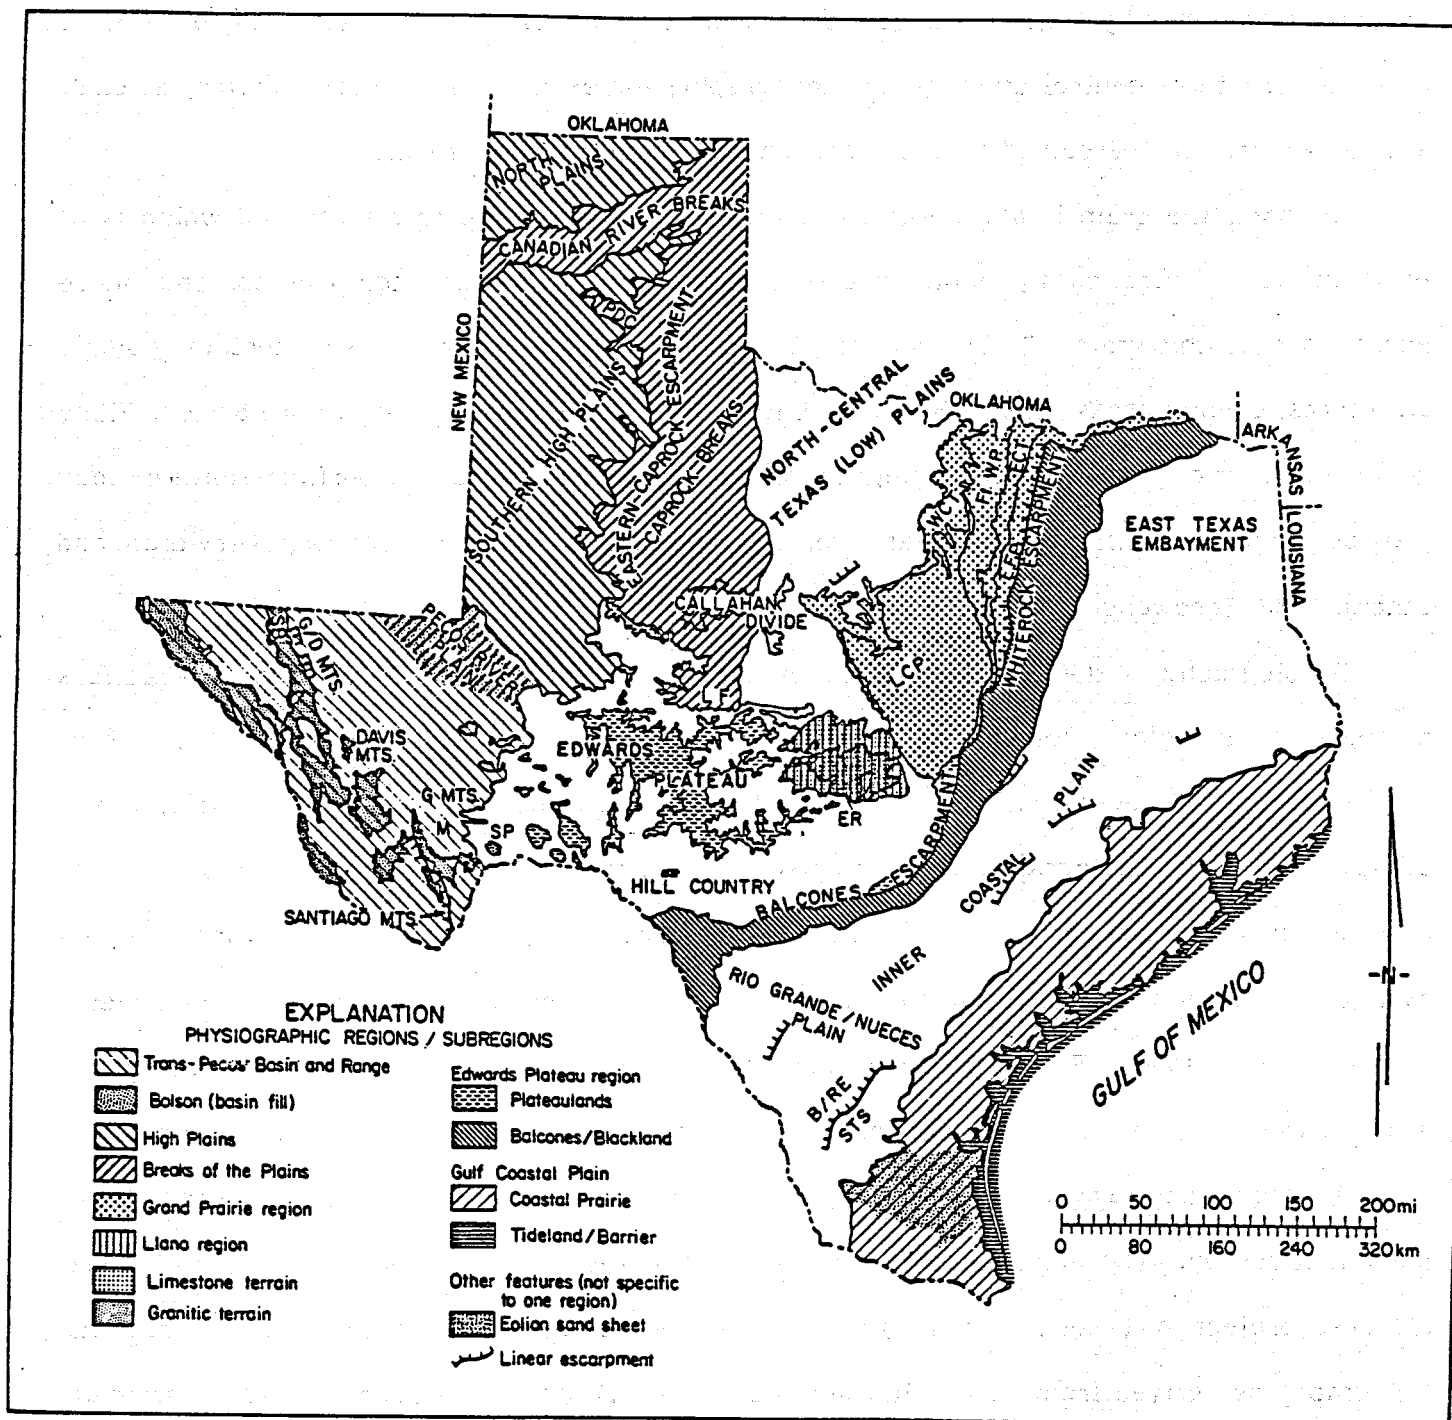 OKLAHOMA
NORTH
PLAINS
CANADIAN RIVER BREAKS
PDC
NEW MEXICO
SOUTHERN HIGH PLAINS
EASTERN-CAPROCK ESCARPMENT
CAPROCK-BREAKS
NORTH-CENTRAL
TEXAS (LOW) PLAINS
OKLAHOMA
ARKANSAS
LOUISIANA
WCT
FT. WP.
ECT
WHITEROCK ESCARPMENT
EAST TEXAS
EMBAYMENT
CALLAHAN
DIVIDE
LCP
PECOS RIVER
PLAIN
G/D MTS.
DAVIS
MTS.
G MTS.
M
SP
SANTIAGO MTS.
EDWARDS
PLATEAU
L F
ER
HILL COUNTRY
BALCONES ESCARPMENT
INNER COASTAL PLAIN
RIO GRANDE/NUECES
PLAIN
B/RE
STS
GULF OF MEXICO
-N-
EXPLANATION
PHYSIOGRAPHIC REGIONS / SUBREGIONS
Trans-Pecos Basin and Range
Bolson (basin fill)
High Plains
Breaks of the Plains
Grand Prairie region
Llano region
Limestone terrain
Granitic terrain
Edwards Plateau region
Plateaulands
Balcones/Blackland
Gulf Coastal Plain
Coastal Prairie
Tideland/Barrier
Other features (not specific
to one region)
Eolian sand sheet
Linear escarpment
0 50 100 150 200mi
0 80 160 240 320km